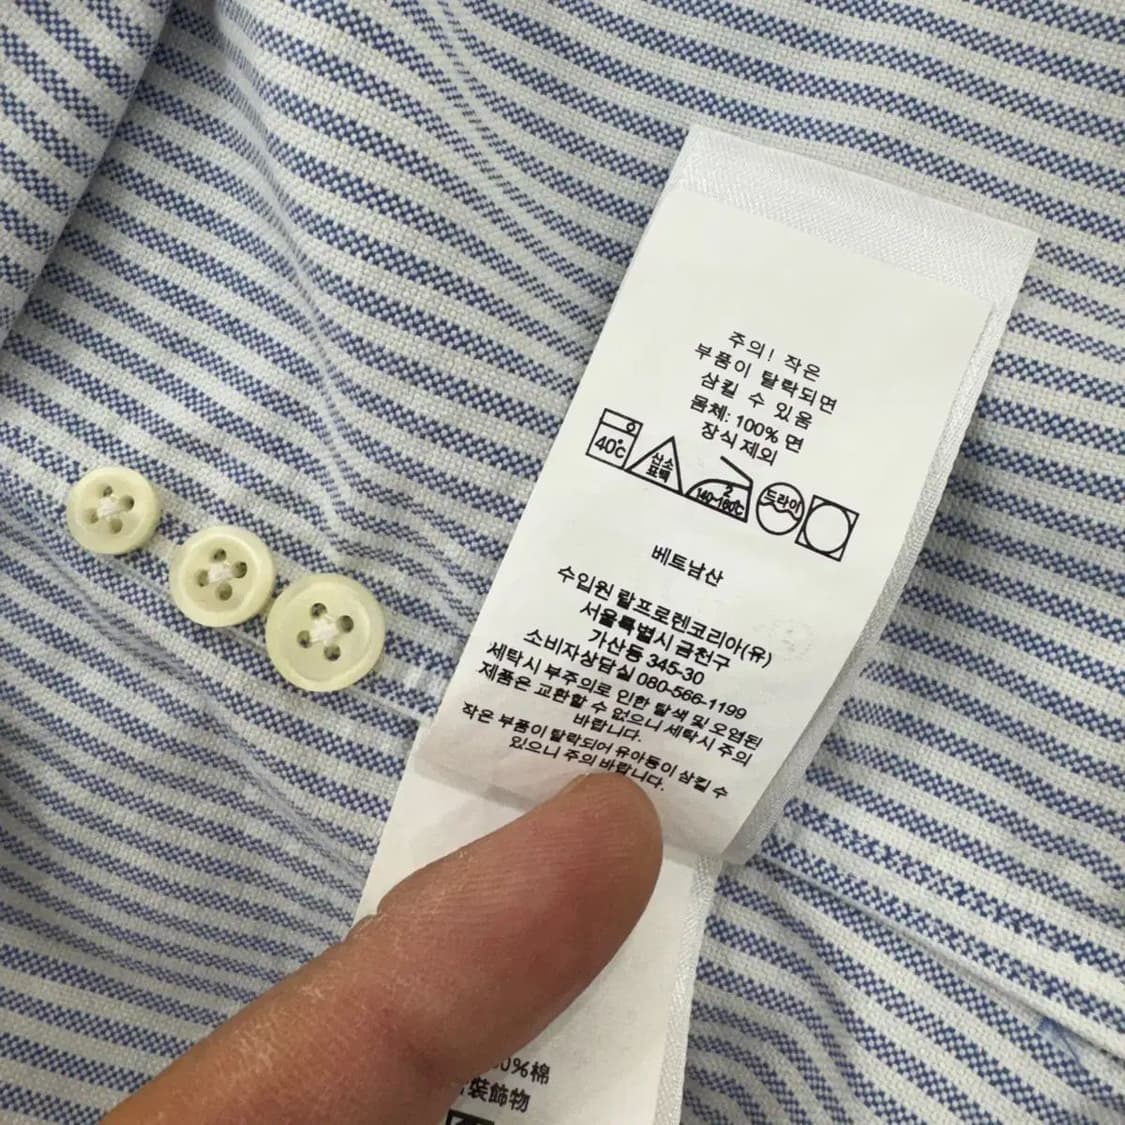 주의! 작은
부품이 탈락되면
삼킬 수 있음
몸체: 100% 면
장식 제외
40℃
산소
표백
2
140~160℃
드라이
베트남산
수입원 랄프로렌코리아(유)
서울특별시 금천구
가산동 345-30
소비자상담실 080-566-1199
세탁시 부주의로 인한 탈색 및 오염된
제품은 교환할 수 없으니 세탁시 주의
바랍니다.
작은 부품이 탈락되어 유아등이 삼킬 수
있으니 주의 바랍니다.
0%棉
裝飾物